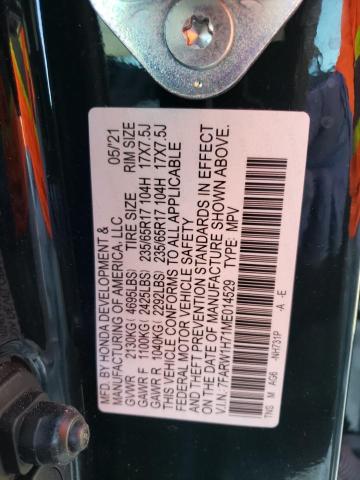 MFD. BY HONDA DEVELOPMENT & 05/'21
MANUFACTURING OF AMERICA, LLC
GVWR 2130KG(4695LBS) TIRE SIZE RIM SIZE
GAWR F 1100KG(2425LBS) 235/65R17 104H 17X7.5J
GAWR R 1040KG(2292LBS) 235/65R17 104H 17X7.5J
THIS VEHICLE CONFORMS TO ALL APPLICABLE
FEDERAL MOTOR VEHICLE SAFETY
AND THEFT PREVENTION STANDARDS IN EFFECT
ON THE DATE OF MANUFACTURE SHOWN ABOVE.
V.I.N.: 7FARW1H71ME014529 TYPE: MPV
TNS M AG6 -NH731P -A -E